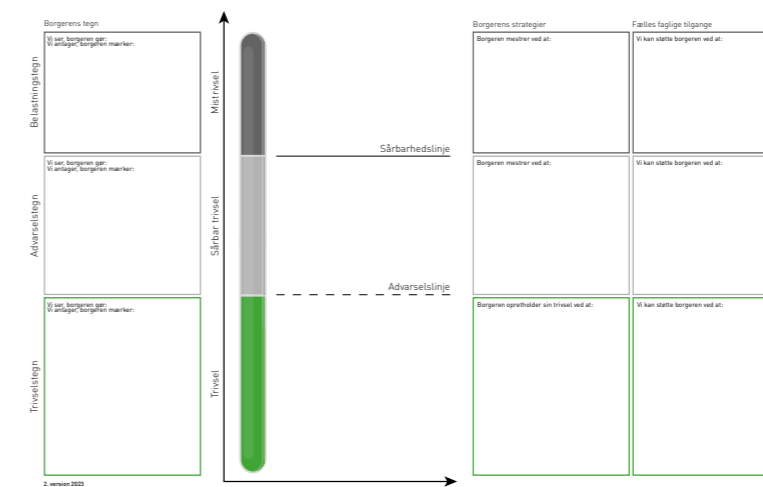 Borgerens tegn
Borgerens strategier
Fælles faglige tilgange
Belastningstegn
Vi ser, borgeren gør:
Vi antager, borgeren mærker:
Mistrivsel
Borgeren mestrer ved at:
Vi kan støtte borgeren ved at:
Sårbarhedslinje
Advarselstegn
Vi ser, borgeren gør:
Vi antager, borgeren mærker:
Sårbar trivsel
Borgeren mestrer ved at:
Vi kan støtte borgeren ved at:
Advarselslinje
Trivselstegn
Vi ser, borgeren gør:
Vi antager, borgeren mærker:
Trivsel
Borgeren opretholder sin trivsel ved at:
Vi kan støtte borgeren ved at:
2. version 2023